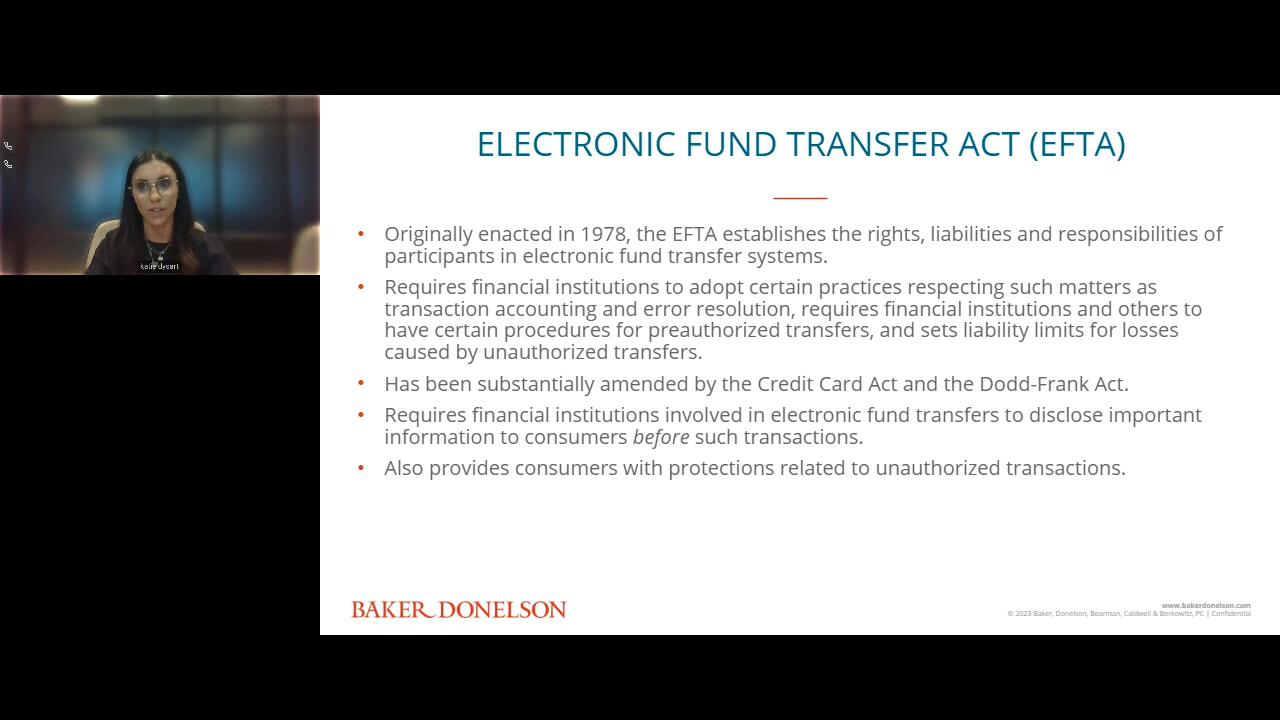 katie dysart
ELECTRONIC FUND TRANSFER ACT (EFTA)
• Originally enacted in 1978, the EFTA establishes the rights, liabilities and responsibilities of
participants in electronic fund transfer systems.
• Requires financial institutions to adopt certain practices respecting such matters as
transaction accounting and error resolution, requires financial institutions and others to
have certain procedures for preauthorized transfers, and sets liability limits for losses
caused by unauthorized transfers.
• Has been substantially amended by the Credit Card Act and the Dodd-Frank Act.
• Requires financial institutions involved in electronic fund transfers to disclose important
information to consumers before such transactions.
• Also provides consumers with protections related to unauthorized transactions.
BAKER DONELSON
www.bakerdonelson.com
© 2023 Baker, Donelson, Bearman, Caldwell & Berkowitz, PC | Confidential